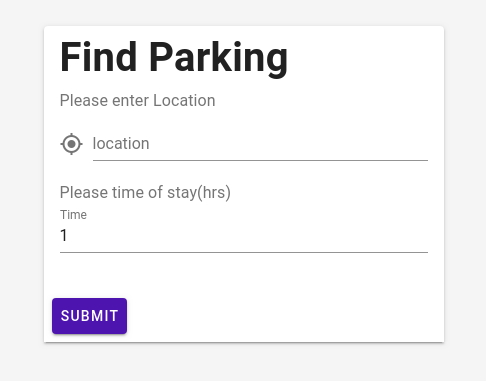 Find Parking
Please enter Location
location
Please time of stay(hrs)
Time
1
SUBMIT